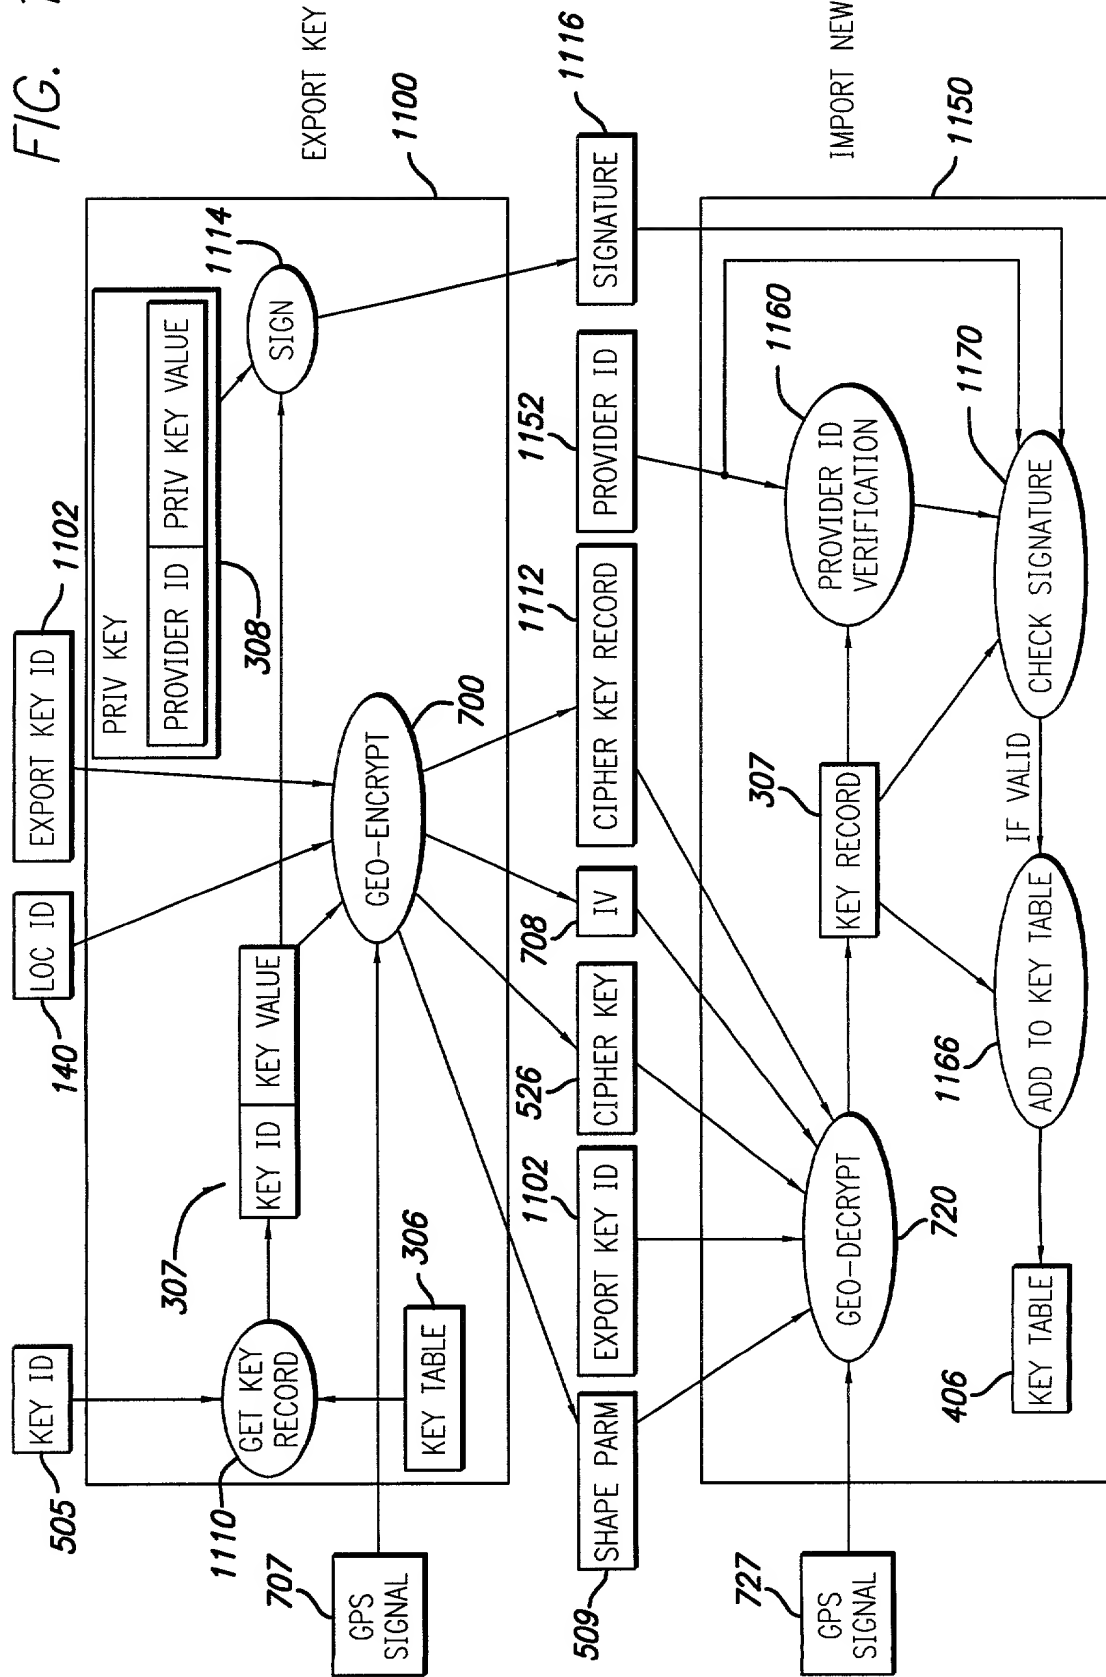 FIG.
EXPORT KEY
1100
505
KEY ID
140
LOC ID
EXPORT KEY ID
1102
PRIV KEY
PROVIDER ID
PRIV KEY VALUE
308
1114
SIGN
1110
GET KEY
RECORD
307
KEY ID
KEY VALUE
306
KEY TABLE
GEO-ENCRYPT
700
707
GPS
SIGNAL
509
SHAPE PARM
1102
EXPORT KEY ID
526
CIPHER KEY
708
IV
1112
CIPHER KEY RECORD
1152
PROVIDER ID
1116
SIGNATURE
IMPORT NEW
1150
727
GPS
SIGNAL
GEO-DECRYPT
720
307
KEY RECORD
1160
PROVIDER ID
VERIFICATION
1170
CHECK SIGNATURE
IF VALID
1166
ADD TO KEY TABLE
406
KEY TABLE